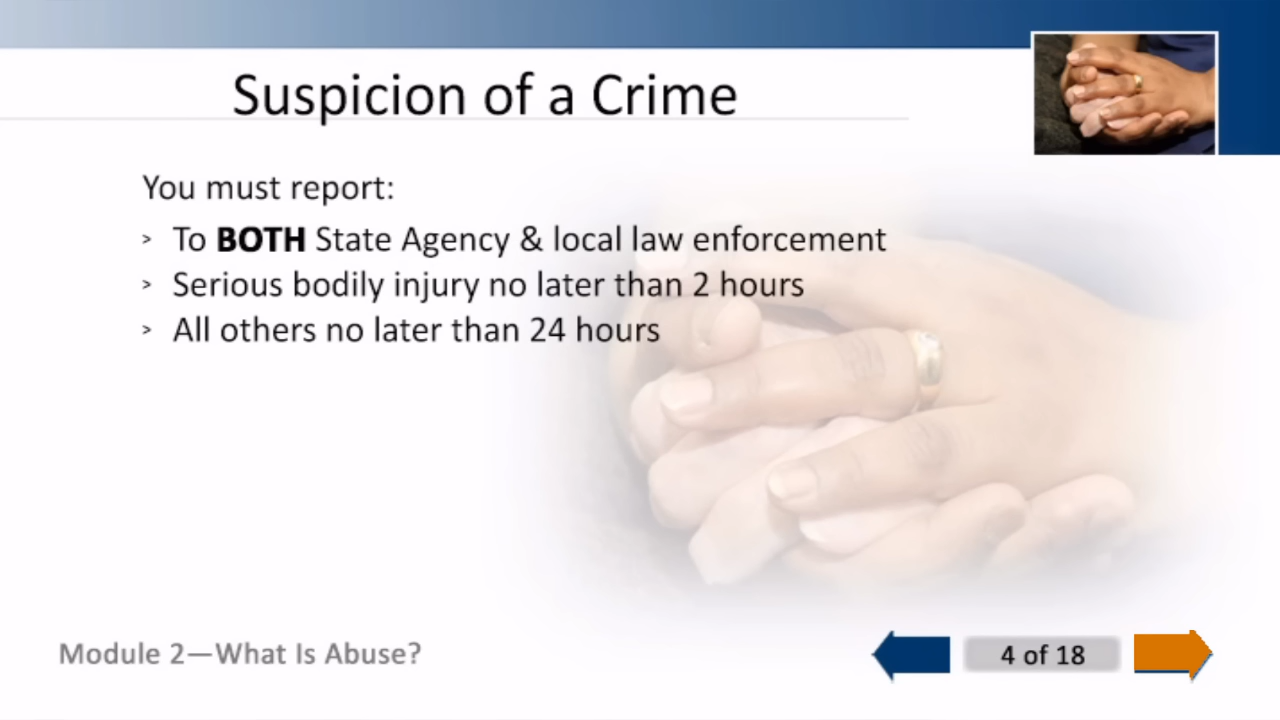 Suspicion of a Crime
You must report:
> To BOTH State Agency & local law enforcement
> Serious bodily injury no later than 2 hours
> All others no later than 24 hours
Module 2—What Is Abuse?
4 of 18